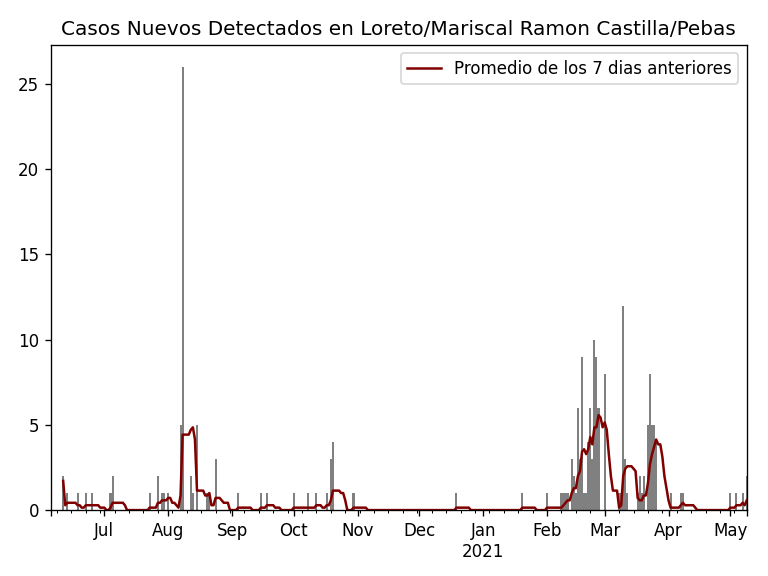 Casos Nuevos Detectados en Loreto/Mariscal Ramon Castilla/Pebas
Promedio de los 7 dias anteriores
25
20
15
10
5
0
Jul Aug Sep Oct Nov Dec Jan Feb Mar Apr May
2021